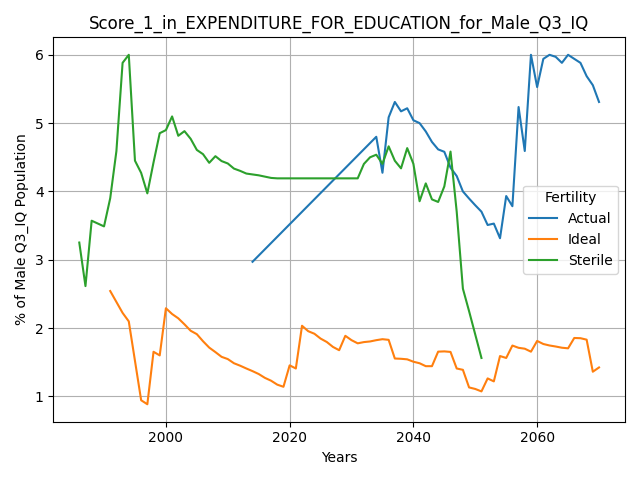 Score_1_in_EXPENDITURE_FOR_EDUCATION_for_Male_Q3_IQ
% of Male Q3_IQ Population
6
5
4
3
2
1
Fertility
Actual
Ideal
Sterile
2000
2020
2040
2060
Years